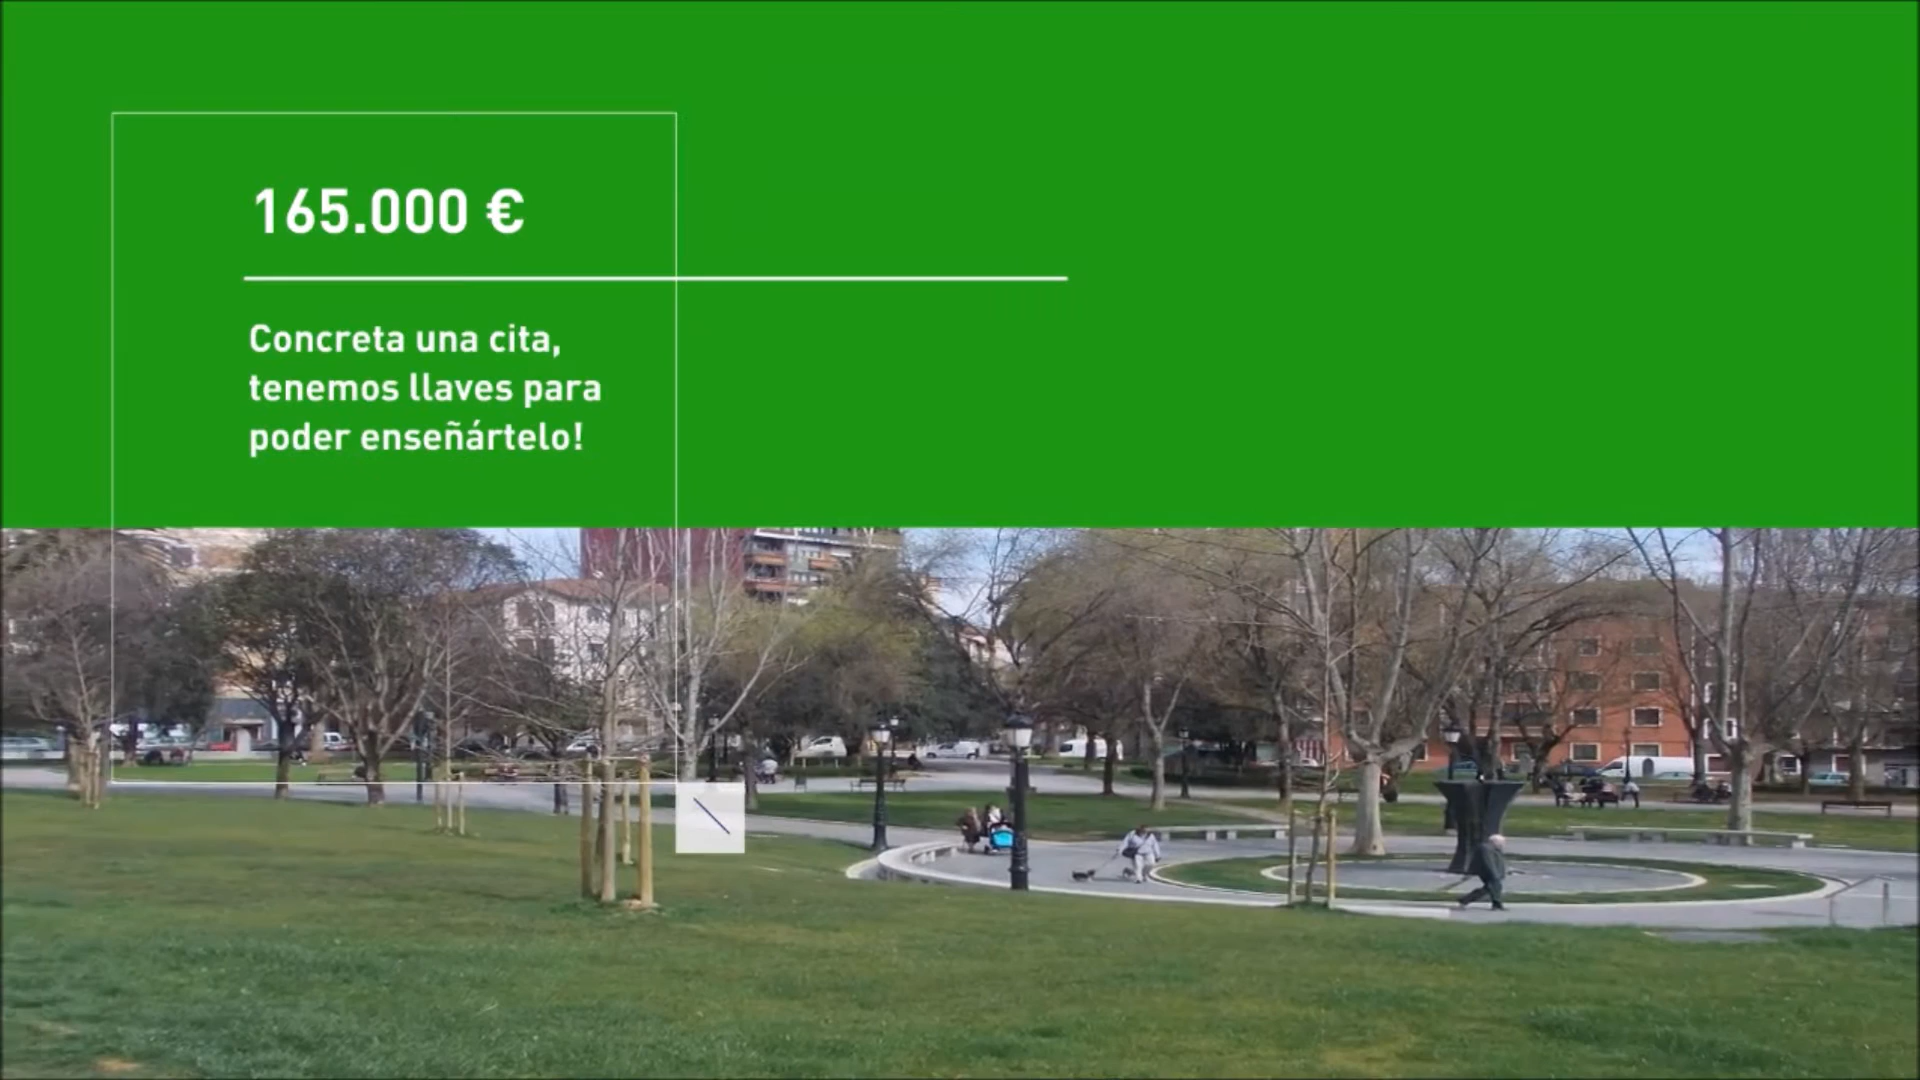 165.000 €
Concreta una cita,
tenemos llaves para
poder enseñártelo!